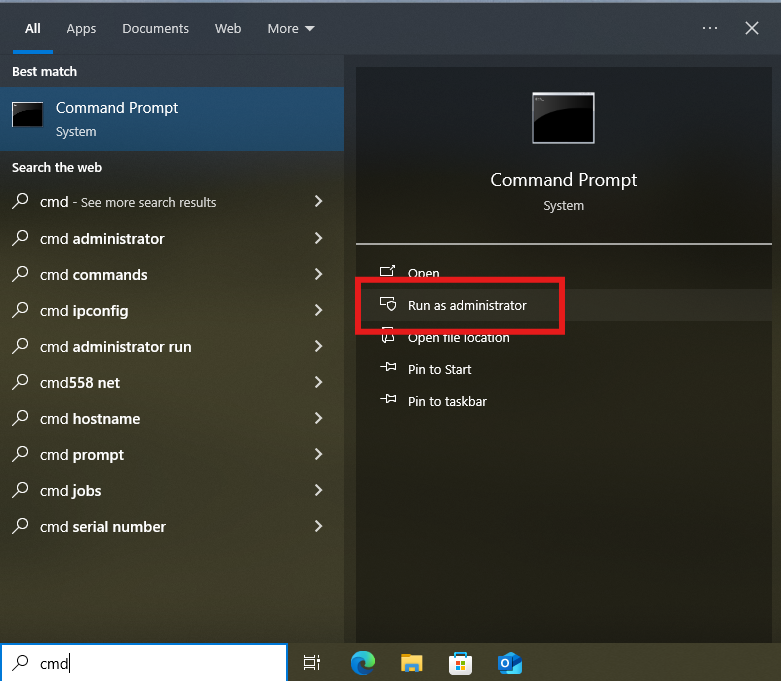 All Apps Documents Web More
Best match
Command Prompt
System
Search the web
cmd - See more search results
cmd administrator
cmd commands
cmd ipconfig
cmd administrator run
cmd558 net
cmd hostname
cmd prompt
cmd jobs
cmd serial number
Command Prompt
System
Open
Run as administrator
Open file location
Pin to Start
Pin to taskbar
cmd